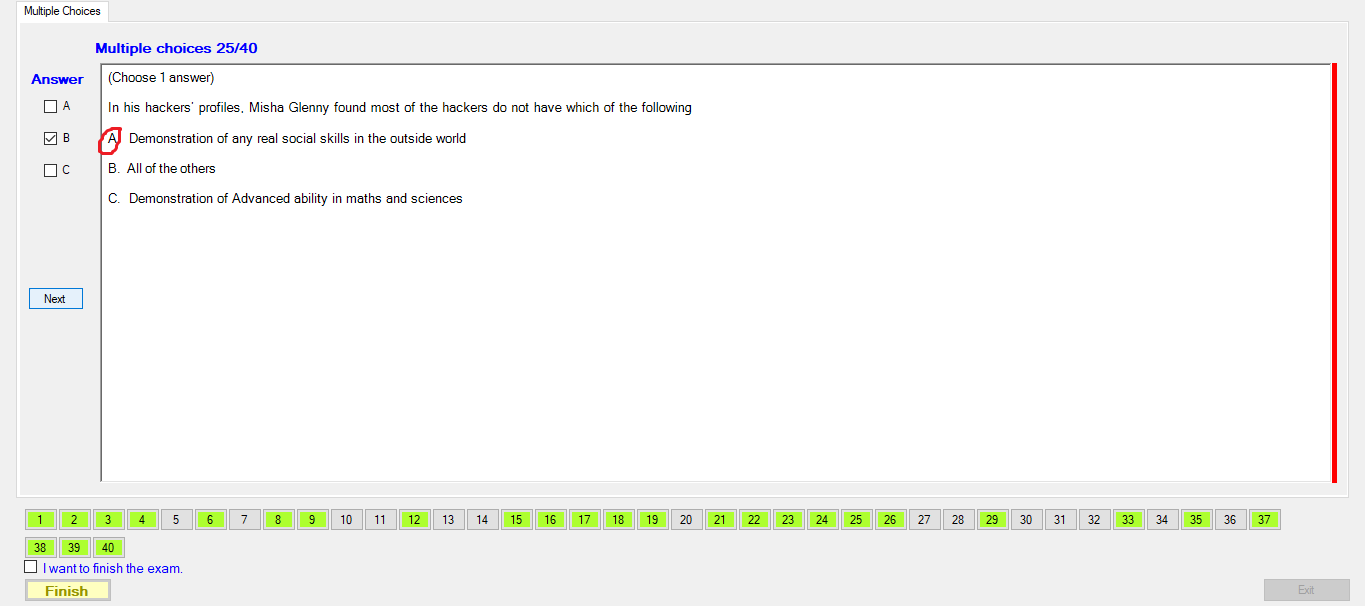 Multiple Choices
Multiple choices 25/40
Answer
A
B
C
Next
(Choose 1 answer)
In his hackers' profiles, Misha Glenny found most of the hackers do not have which of the following
A. Demonstration of any real social skills in the outside world
B. All of the others
C. Demonstration of Advanced ability in maths and sciences
1 2 3 4 5 6 7 8 9 10 11 12 13 14 15 16 17 18 19 20 21 22 23 24 25 26 27 28 29 30 31 32 33 34 35 36 37
38 39 40
I want to finish the exam.
Finish
Exit